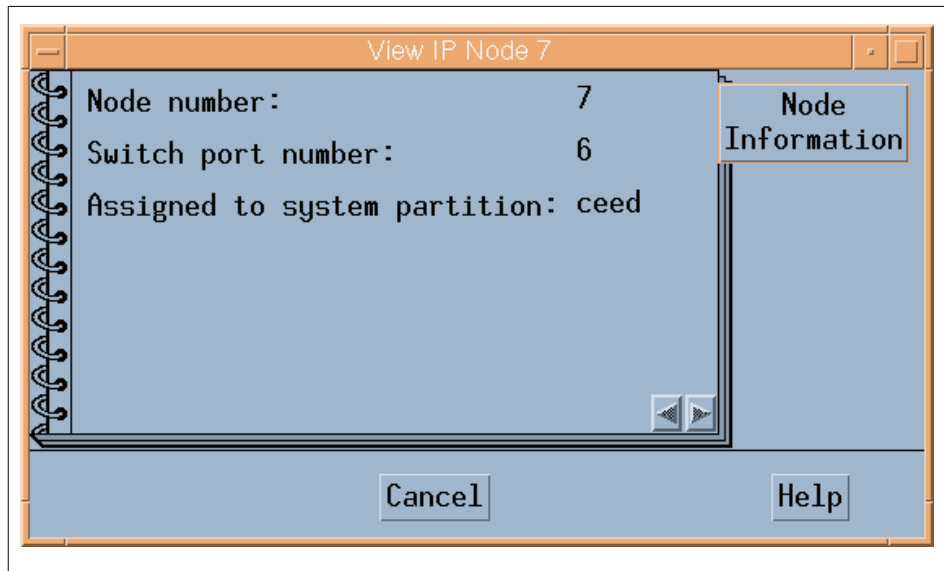 View IP Node 7
Node number: 7
Switch port number: 6
Assigned to system partition: ceed
Node
Information
Cancel
Help